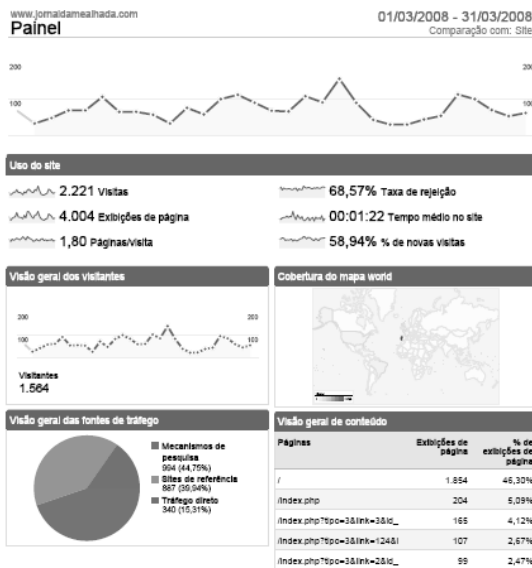 www.jornaldamealhada.com
Painel
01/03/2008 - 31/03/2008
Comparação com: Site
200
200
100
100
Uso do site
2.221 Visitas
68,57% Taxa de rejeição
4.004 Exibições de página
00:01:22 Tempo médio no site
1,80 Páginas/visita
58,94% % de novas visitas
Visão geral dos visitantes
200
200
100
100
Visitantes
1.564
Cobertura do mapa world
Visão geral das fontes de tráfego
Mecanismos de
pesquisa
994 (44,75%)
Sites de referência
887 (39,94%)
Tráfego direto
340 (15,31%)
Visão geral de conteúdo
Páginas
Exibições de
página
% de
exibições de
página
/ 1.854 46,30%
/index.php 204 5,09%
/index.php?tipo=3&link=3&id_ 165 4,12%
/index.php?tipo=3&link=124&i 107 2,67%
/index.php?tipo=3&link=2&id_ 99 2,47%